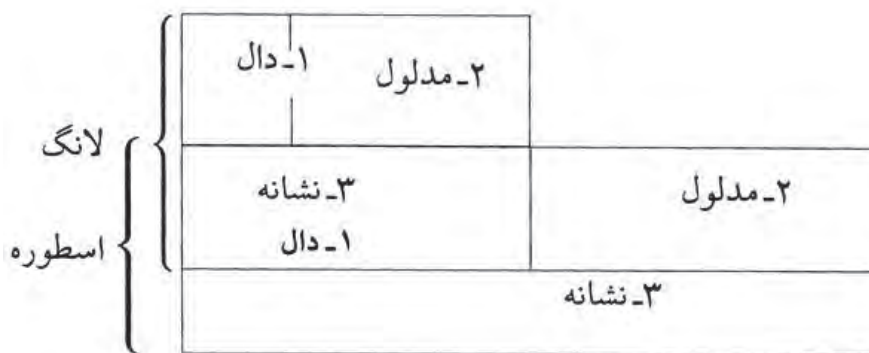 ۱ـ دال
۲ـ مدلول
لانگ
۳ـ نشانه
۲ـ مدلول
۱ـ دال
اسطوره
۳ـ نشانه